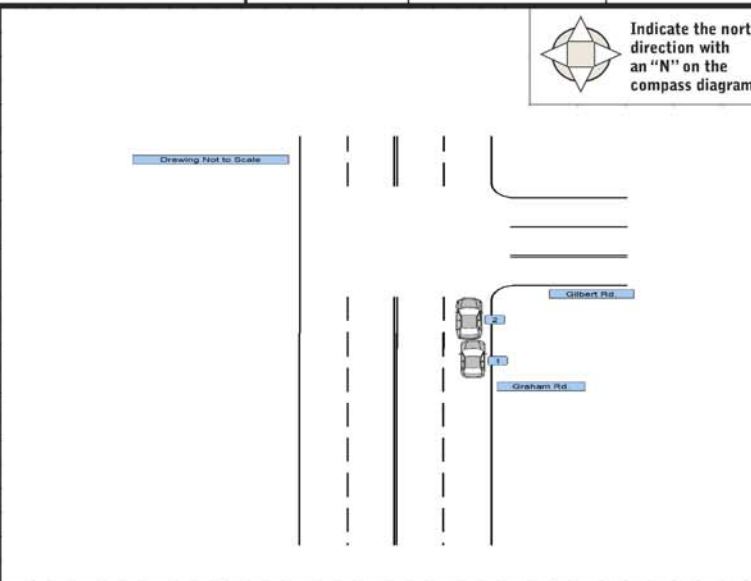 Indicate the nort
direction with
an "N" on the
compass diagram
Drawing Not to Scale
Gilbert Rd.
2
1
Graham Rd.